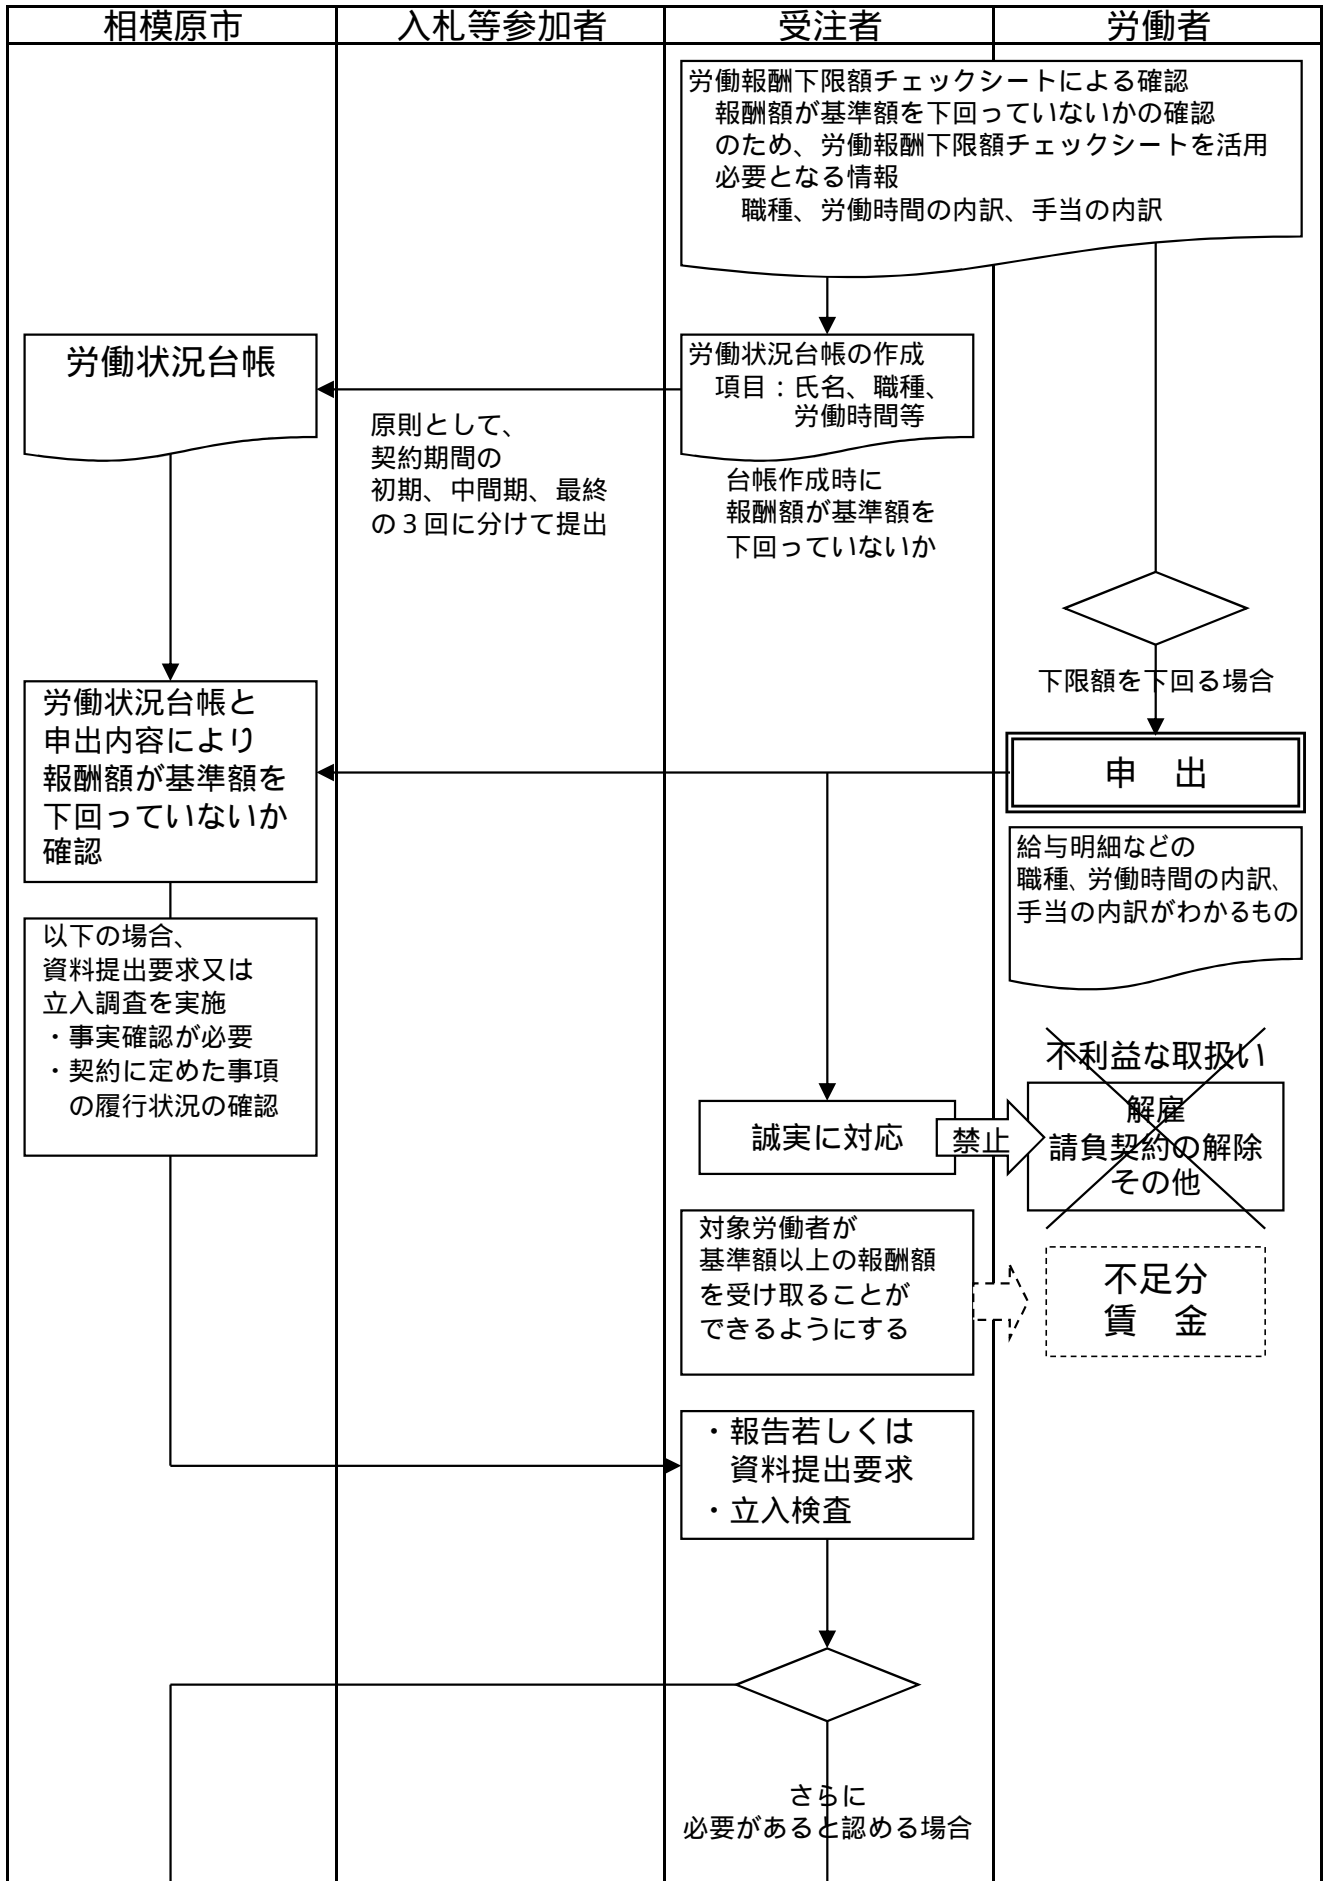 相模原市
入札等参加者
受注者
労働者
労働報酬下限額チェックシートによる確認
報酬額が基準額を下回っていないかの確認
のため、労働報酬下限額チェックシートを活用
必要となる情報
職種、労働時間の内訳、手当の内訳
労働状況台帳
労働状況台帳の作成
項目：氏名、職種、
労働時間等
原則として、
契約期間の
初期、中間期、最終
の３回に分けて提出
台帳作成時に
報酬額が基準額を
下回っていないか
下限額を下回る場合
労働状況台帳と
申出内容により
報酬額が基準額を
下回っていないか
確認
申　出
給与明細などの
職種、労働時間の内訳、
手当の内訳がわかるもの
以下の場合、
資料提出要求又は
立入調査を実施
・事実確認が必要
・契約に定めた事項
の履行状況の確認
不利益な取扱い
誠実に対応
禁止
解雇
請負契約の解除
その他
対象労働者が
基準額以上の報酬額
を受け取ることが
できるようにする
不足分
賃　金
・報告若しくは
資料提出要求
・立入検査
さらに
必要があると認める場合